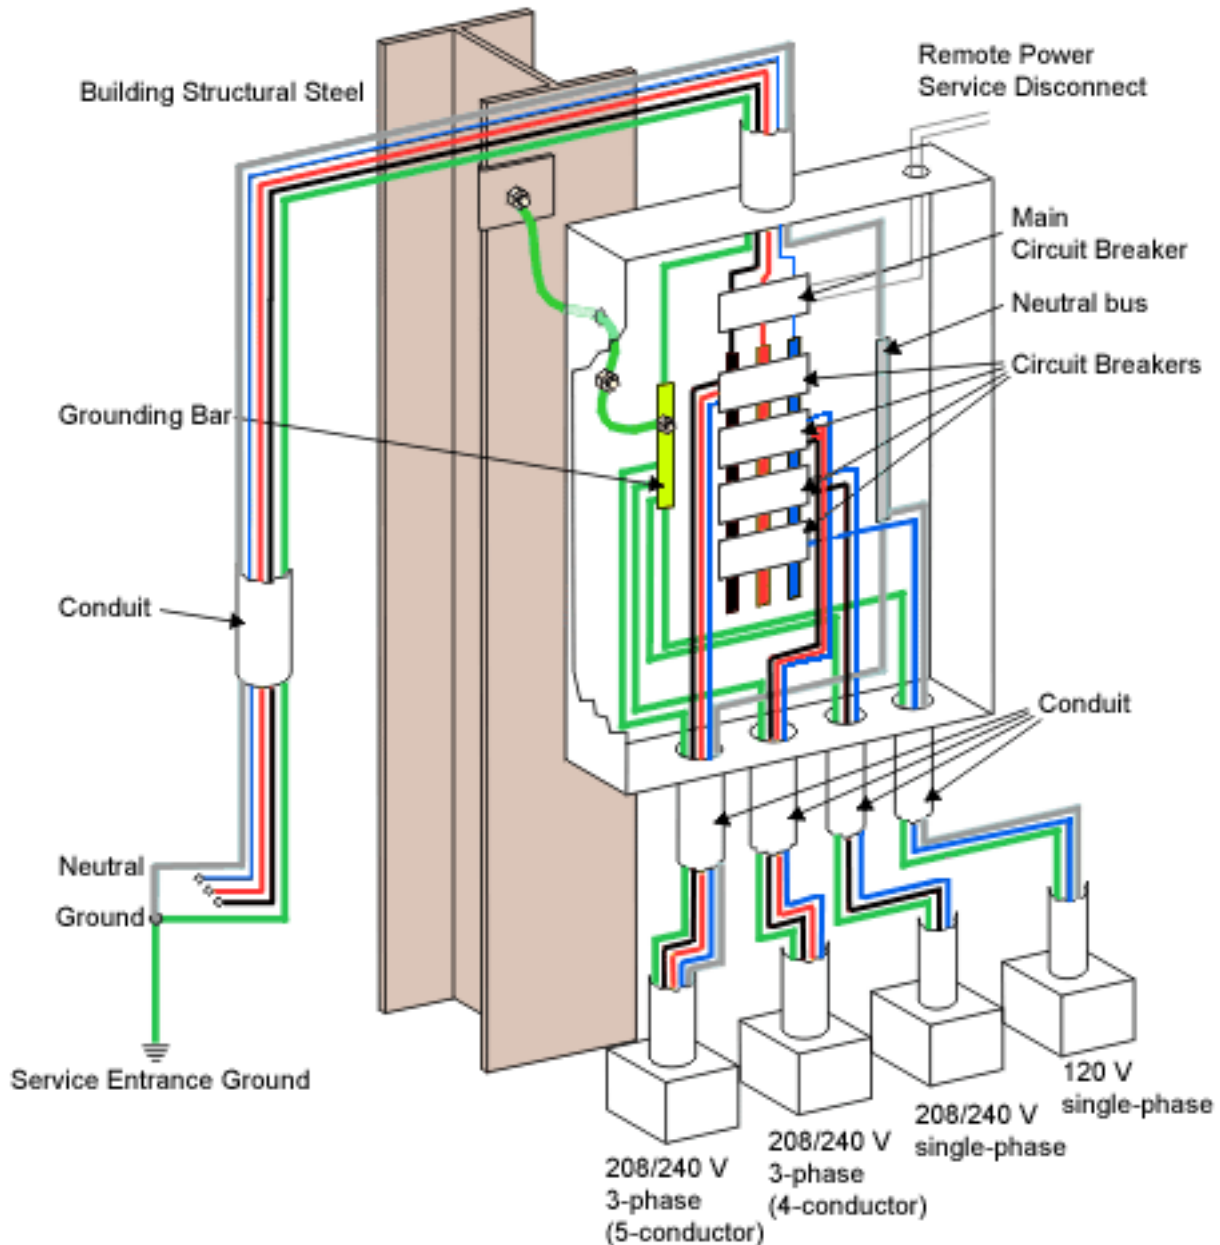 Building Structural Steel
Remote Power
Service Disconnect
Main
Circuit Breaker
Neutral bus
Circuit Breakers
Grounding Bar
Conduit
Conduit
Neutral
Ground
Service Entrance Ground
120 V
single-phase
208/240 V
single-phase
208/240 V
3-phase
(4-conductor)
208/240 V
3-phase
(5-conductor)